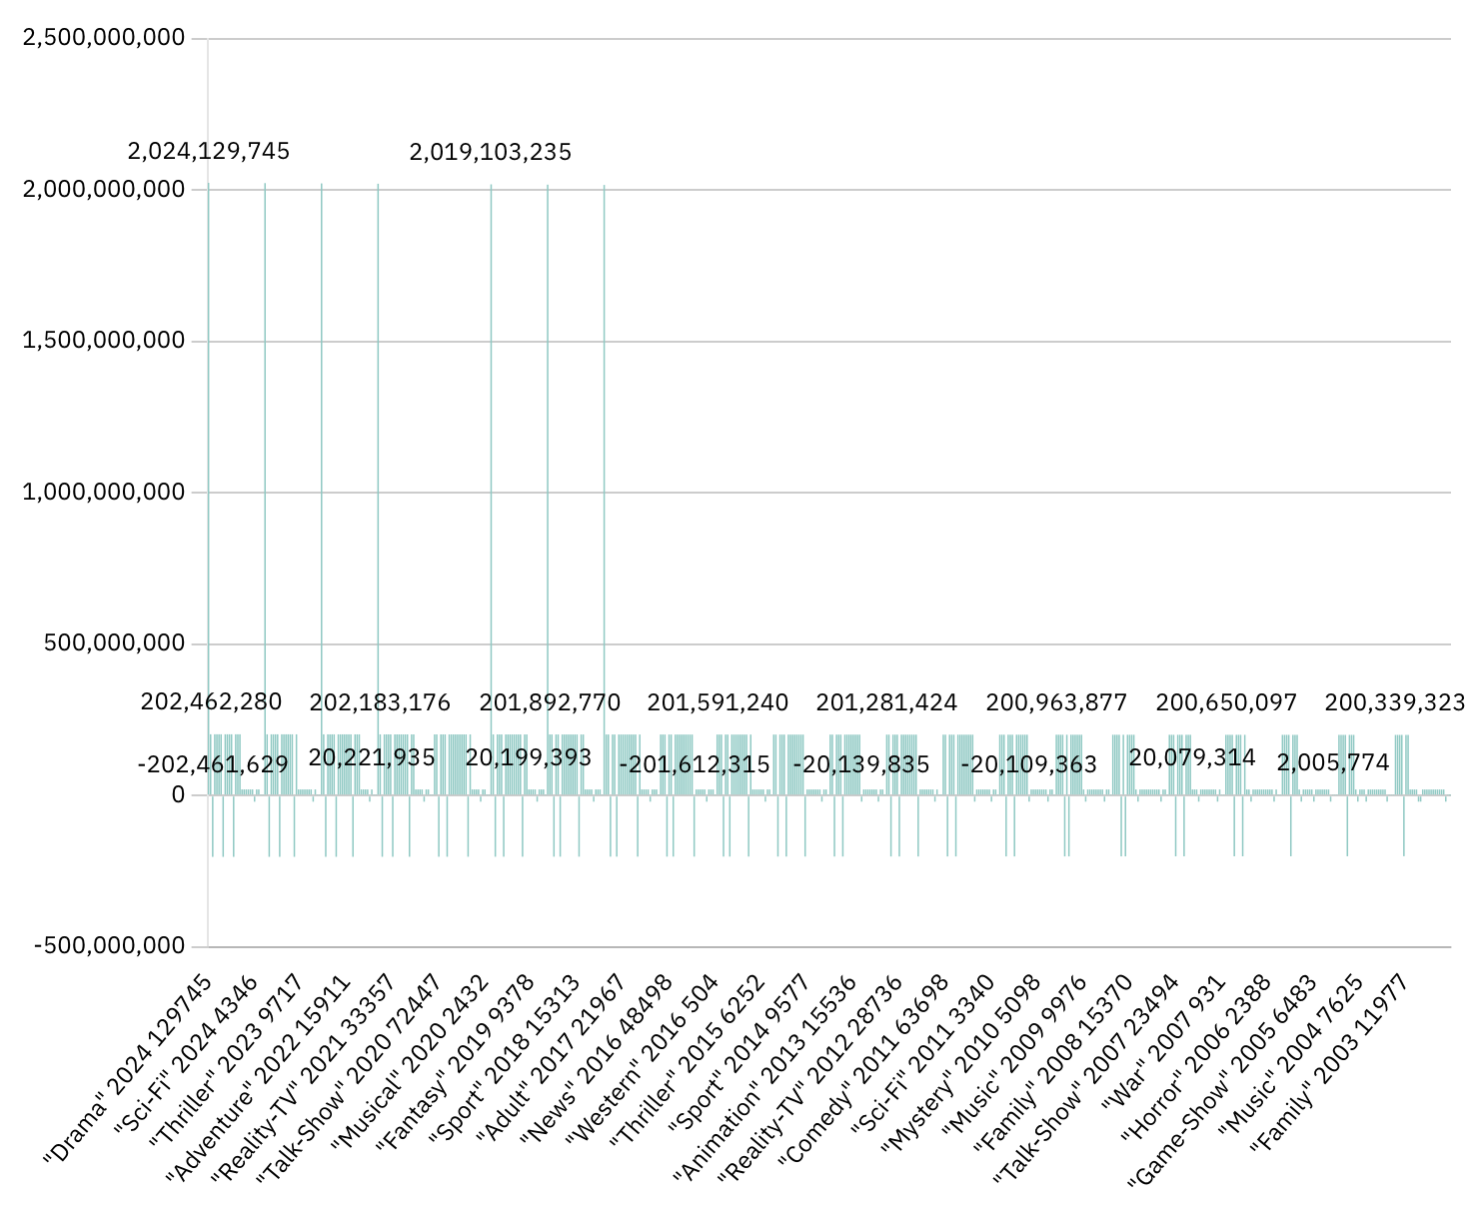 2,500,000,000
2,024,129,745
2,019,103,235
2,000,000,000
1,500,000,000
1,000,000,000
500,000,000
202,462,280
202,183,176
201,892,770
201,591,240
201,281,424
200,963,877
200,650,097
200,339,323
-202,461,629
20,221,935
20,199,393
-201,612,315
-20,139,835
-20,109,363
20,079,314
2,005,774
0
-500,000,000
"Drama" 2024 129745
"Sci-Fi" 2024 4346
"Thriller" 2023 9717
"Adventure" 2022 15911
"Reality-TV" 2021 33357
"Talk-Show" 2020 72447
"Musical" 2020 2432
"Fantasy" 2019 9378
"Sport" 2018 15313
"Adult" 2017 21967
"News" 2016 48498
"Western" 2016 504
"Thriller" 2015 6252
"Sport" 2014 9577
"Animation" 2013 15536
"Reality-TV" 2012 28736
"Comedy" 2011 63698
"Sci-Fi" 2011 3340
"Mystery" 2010 5098
"Music" 2009 9976
"Family" 2008 15370
"Talk-Show" 2007 23494
"War" 2007 931
"Horror" 2006 2388
"Game-Show" 2005 6483
"Music" 2004 7625
"Family" 2003 11977